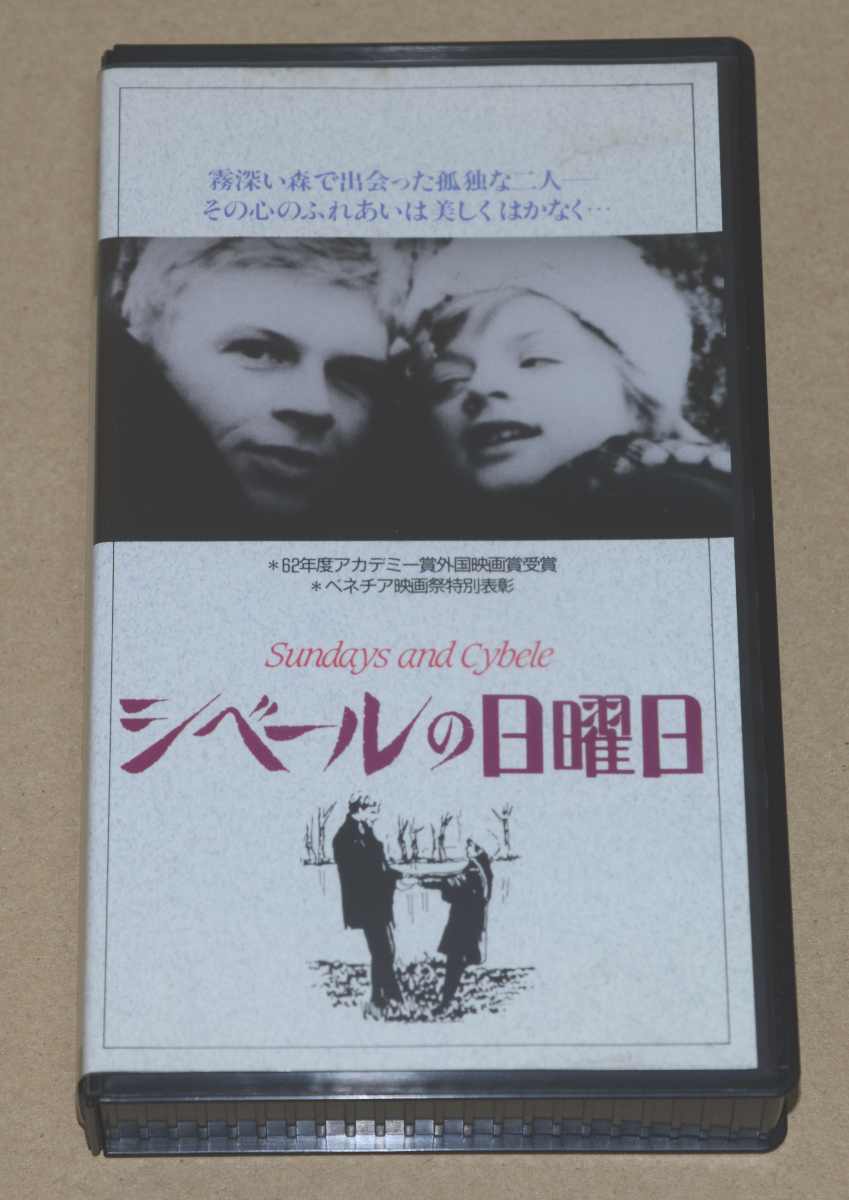 霧深い森で出会った孤独な二人──
その心のふれあいは美しくはかなく…
＊62年度アカデミー賞外国映画賞受賞
＊ベネチア映画祭特別表彰
Sundays and Cybele
シベールの日曜日